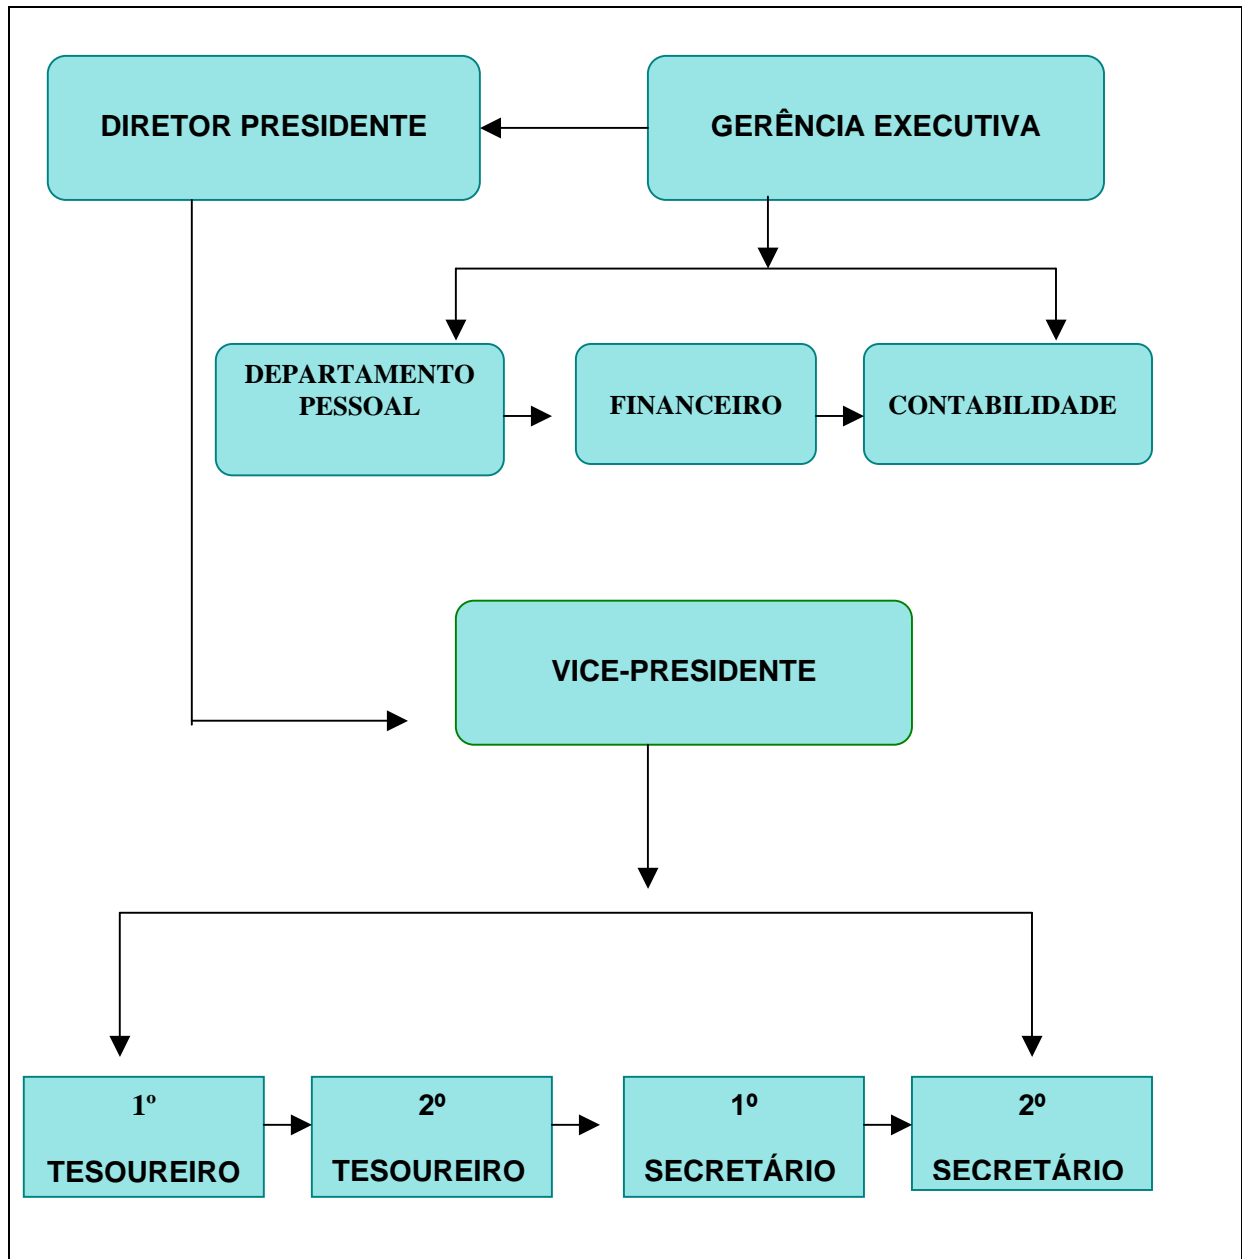 DIRETOR PRESIDENTE
GERÊNCIA EXECUTIVA
DEPARTAMENTO
PESSOAL
FINANCEIRO
CONTABILIDADE
VICE-PRESIDENTE
1º
TESOUREIRO
2º
TESOUREIRO
1º
SECRETÁRIO
2º
SECRETÁRIO